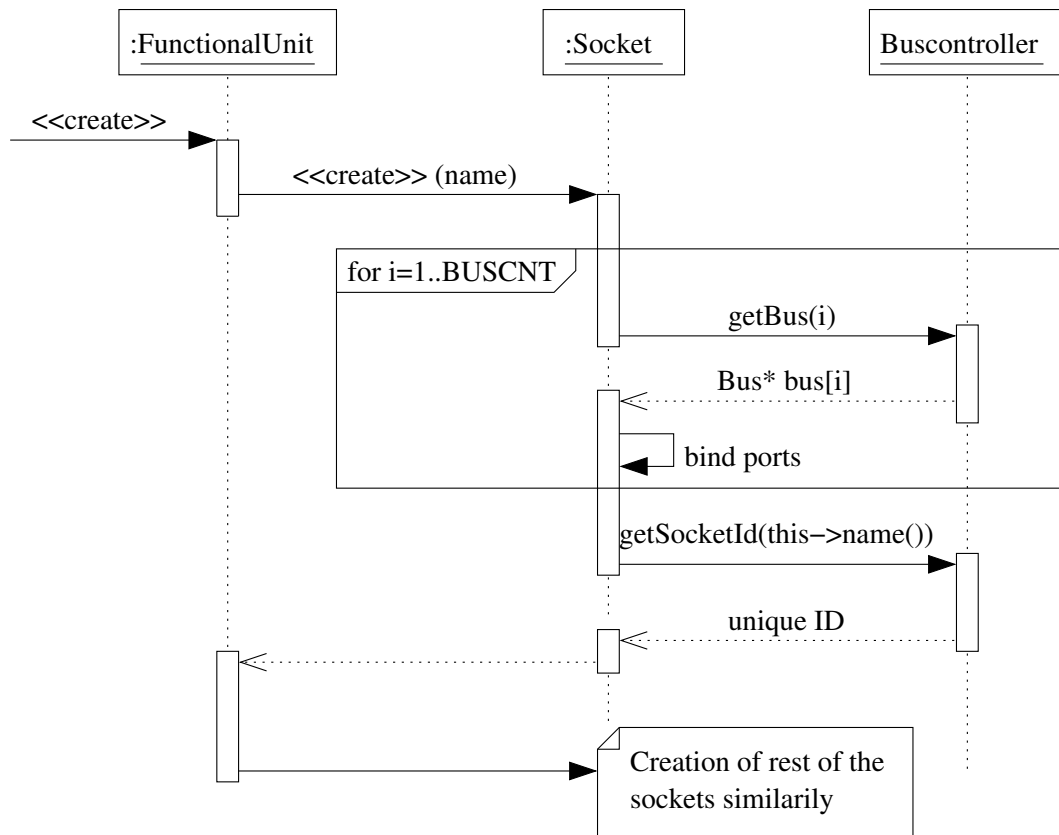 :FunctionalUnit
:Socket
Buscontroller
<<create>>
<<create>> (name)
for i=1..BUSCNT
getBus(i)
Bus* bus[i]
bind ports
getSocketId(this−>name())
unique ID
Creation of rest of the
sockets similarily